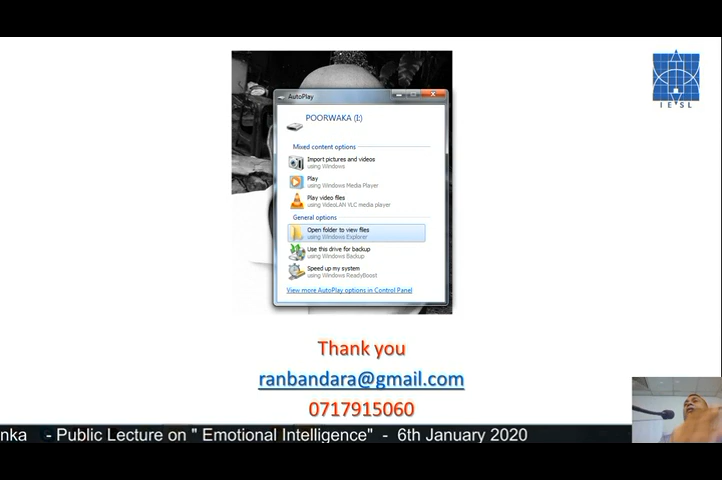 AutoPlay
POORWAKA (I:)
Mixed content options
Import pictures and videos
using Windows
Play
using Windows Media Player
Play video files
using VideoLAN VLC media player
General options
Open folder to view files
using Windows Explorer
Use this drive for backup
using Windows Backup
Speed up my system
using Windows ReadyBoost
View more AutoPlay options in Control Panel
IESL
Thank you
ranbandara@gmail.com
0717915060
nka - Public Lecture on " Emotional Intelligence" - 6th January 2020